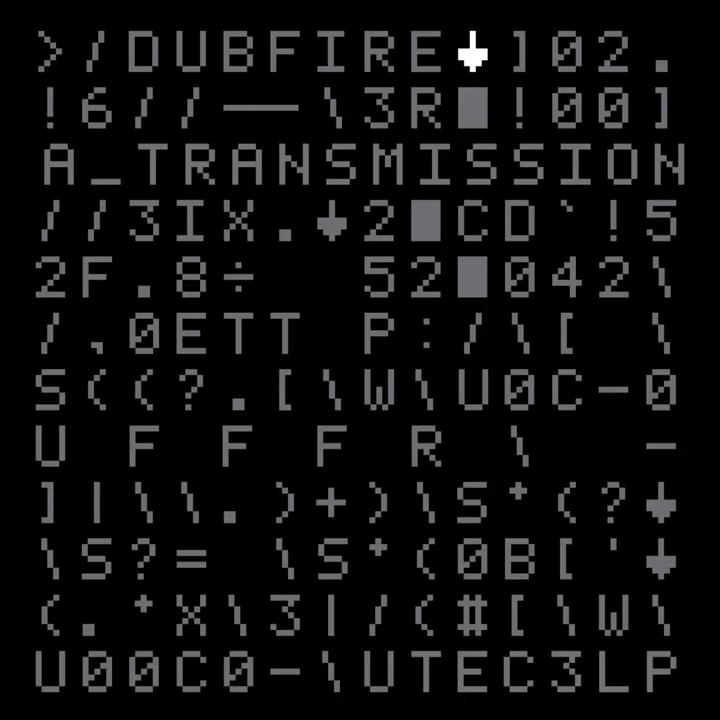 >/DUBFIRE↓]02.
!6//——\3R█!00]
A_TRANSMISSION
//3IX.↓2█CD`!5
2F.8÷  52█042\
/,0ETT P:/\[ \
S((?.[\W\U0C-0
U F F F R \  -
]|\\.)+)\S*(?↓
\S?= \S*(0B['↓
(.*X\3|/(#[\W\
U00C0-\UTEC3LP